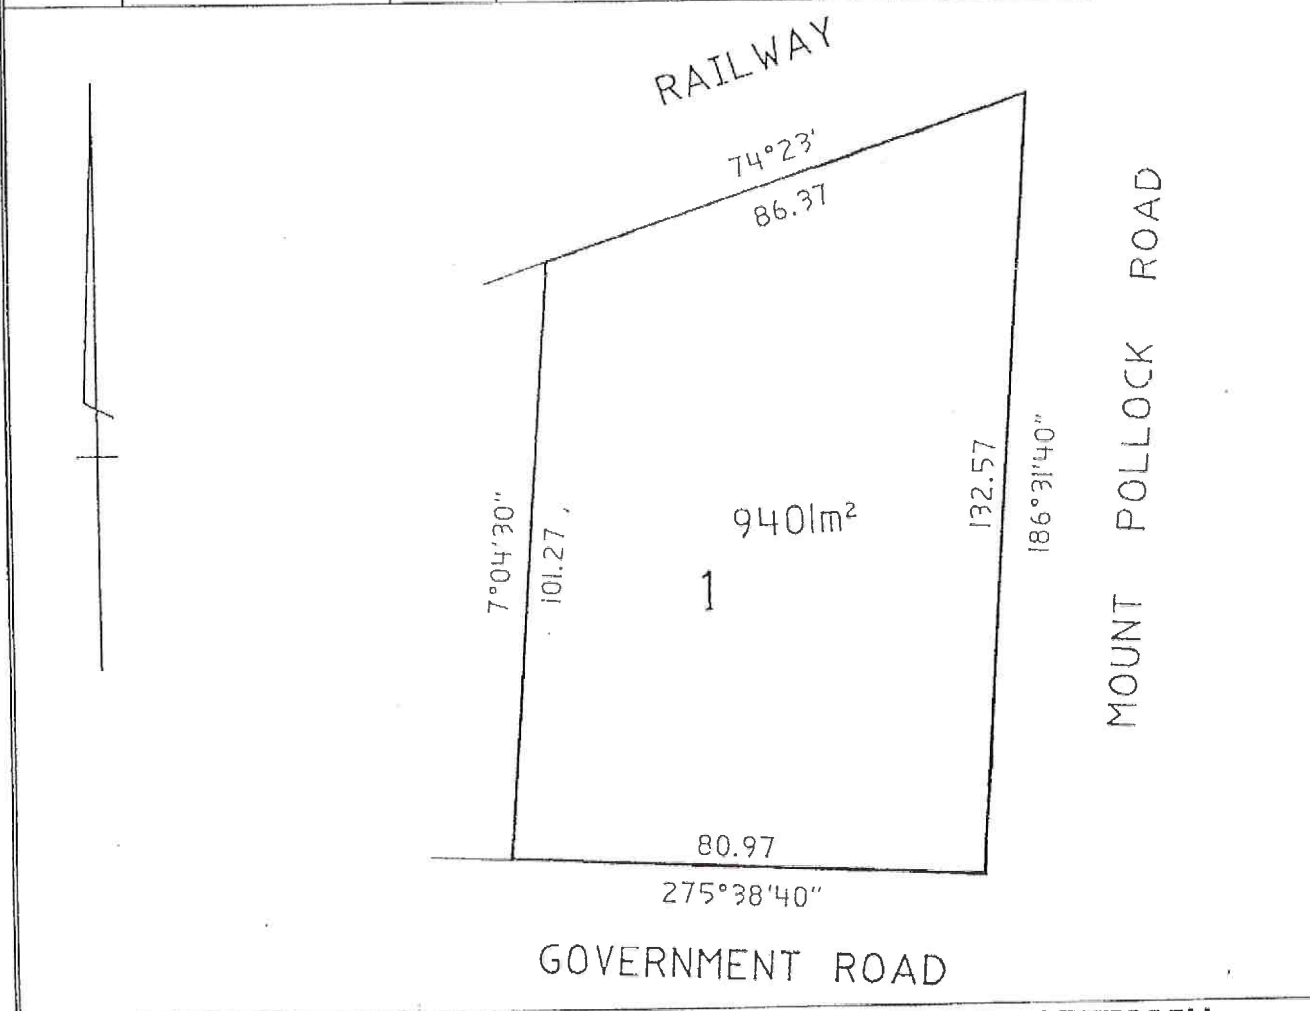 RAILWAY
74°23'
86.37
MOUNT POLLOCK ROAD
132.57
186°31'40"
7°04'30"
101.27
9401m²
1
80.97
275°38'40"
GOVERNMENT ROAD